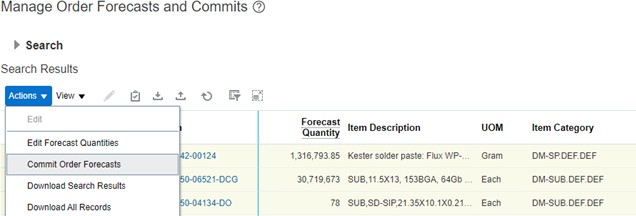 Manage Order Forecasts and Commits
Search
Search Results
Actions View
Edit
Edit Forecast Quantities
Commit Order Forecasts
Download Search Results
Download All Records
Forecast Quantity Item Description UOM Item Category
42-00124 1,316,793.85 Kester solder paste: Flux WP-... Gram DM-SP.DEF.DEF
50-06521-DCG 30,719,673 SUB,11.5X13, 153BGA, 64Gb ... Each DM-SUB.DEF.DEF
50-04134-DO 78 SUB,SD-SIP,21.35X10.1X0.21... Each DM-SUB.DEF.DEF